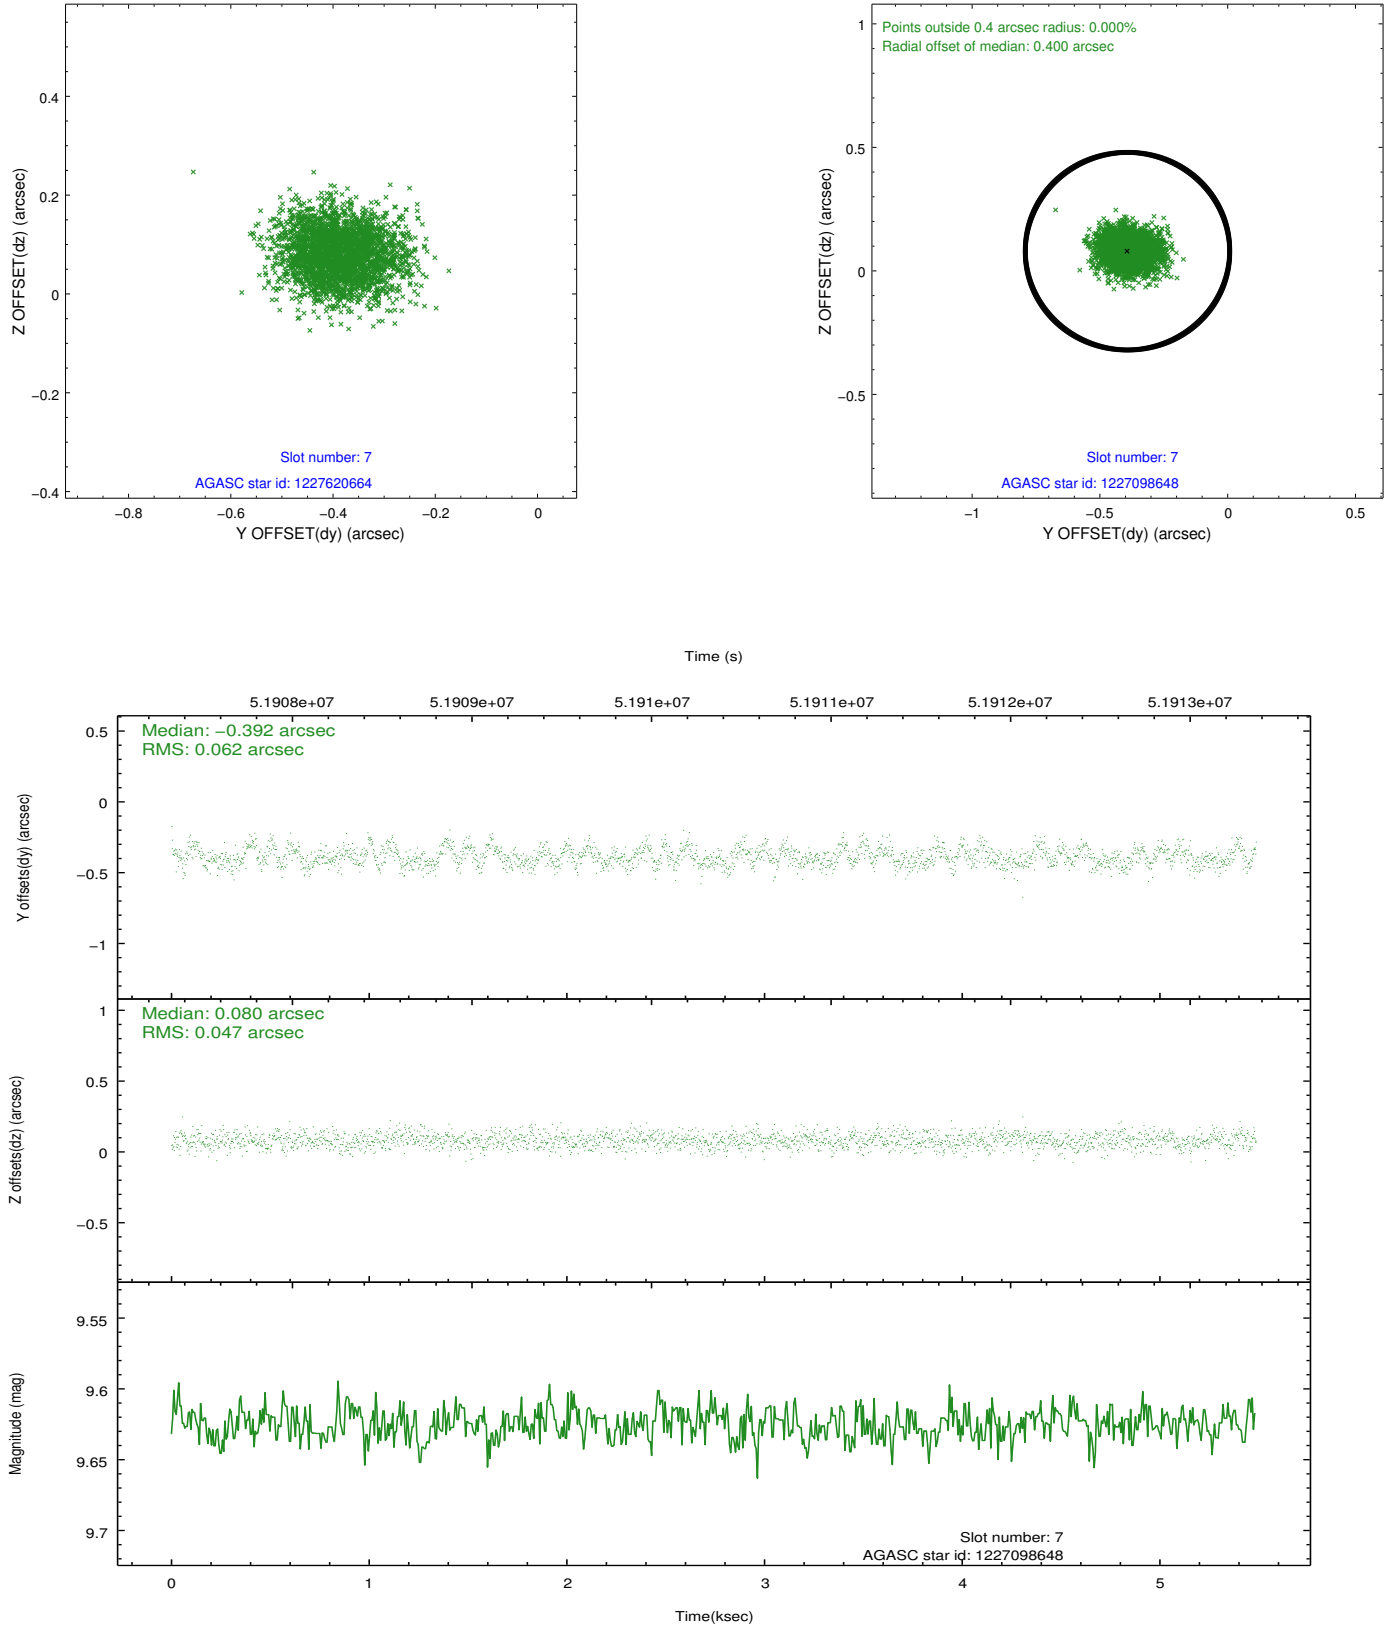 0.4
0.2
0
−0.2
−0.4
Z OFFSET(dz) (arcsec)
Slot number: 7
AGASC star id: 1227620664
−0.8
−0.6
−0.4
−0.2
0
Y OFFSET(dy) (arcsec)
Points outside 0.4 arcsec radius: 0.000%
Radial offset of median: 0.400 arcsec
1
0.5
0
−0.5
Z OFFSET(dz) (arcsec)
Slot number: 7
AGASC star id: 1227098648
−1
−0.5
0
0.5
Y OFFSET(dy) (arcsec)
Time (s)
5.1908e+07
5.1909e+07
5.191e+07
5.1911e+07
5.1912e+07
5.1913e+07
Median: −0.392 arcsec
RMS: 0.062 arcsec
0.5
0
−0.5
−1
Y offsets(dy) (arcsec)
Median: 0.080 arcsec
RMS: 0.047 arcsec
1
0.5
0
−0.5
Z offsets(dz) (arcsec)
9.55
9.6
9.65
9.7
Magnitude (mag)
Slot number: 7
AGASC star id: 1227098648
0
1
2
3
4
5
Time(ksec)